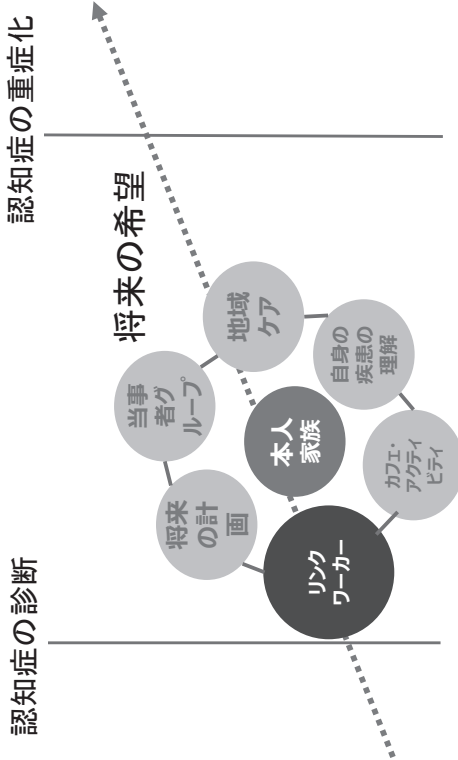 認知症の診断
認知症の重症化
将来の希望
将来
の計
画
当事
者グ
ループ
地域
ケア
本人
家族
リンク
ワーカー
自身の
疾患の
理解
カフェ・
アクティ
ビティ